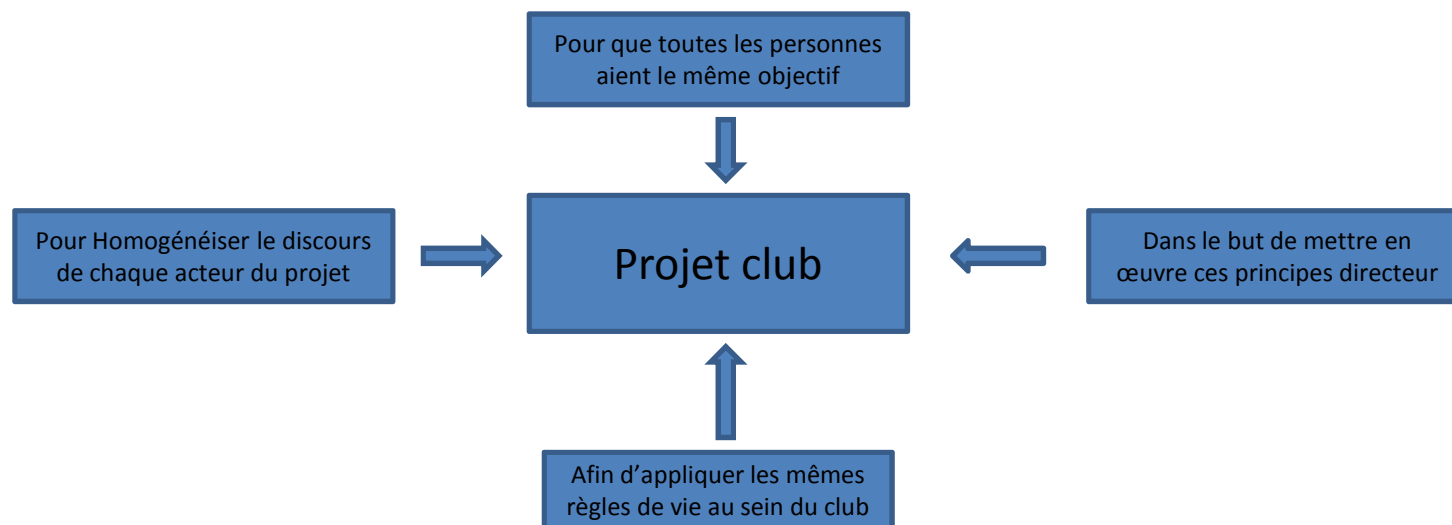 Pour que toutes les personnes
aient le même objectif
Pour Homogénéiser le discours
de chaque acteur du projet
Projet club
Dans le but de mettre en
œuvre ces principes directeur
Afin d’appliquer les mêmes
règles de vie au sein du club